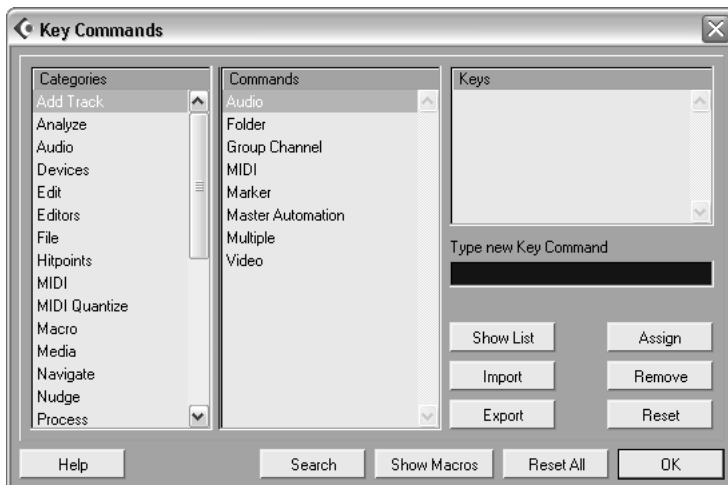 Key Commands
Categories
Add Track
Analyze
Audio
Devices
Edit
Editors
File
Hitpoints
MIDI
MIDI Quantize
Macro
Media
Navigate
Nudge
Process
Commands
Audio
Folder
Group Channel
MIDI
Marker
Master Automation
Multiple
Video
Keys
Type new Key Command
Show List
Assign
Import
Remove
Export
Reset
Help
Search
Show Macros
Reset All
OK